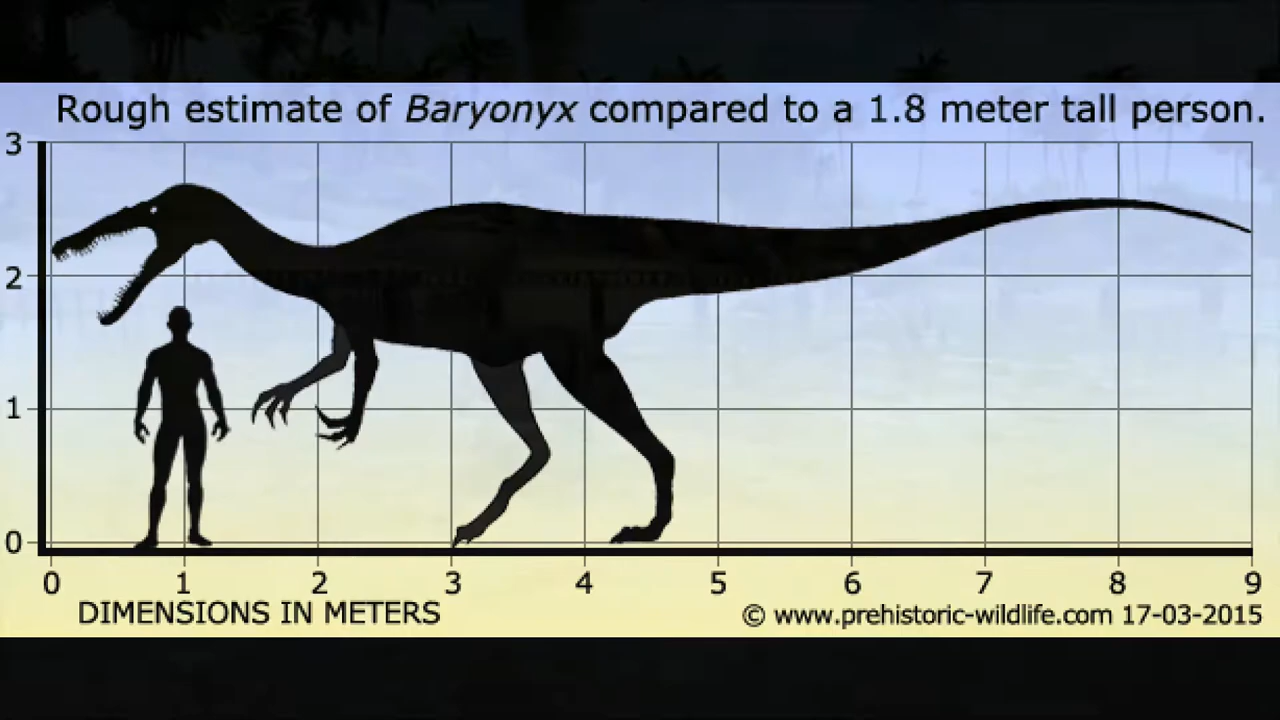 Rough estimate of Baryonyx compared to a 1.8 meter tall person.
3
2
1
0
0 1 2 3 4 5 6 7 8 9
DIMENSIONS IN METERS
© www.prehistoric-wildlife.com 17-03-2015